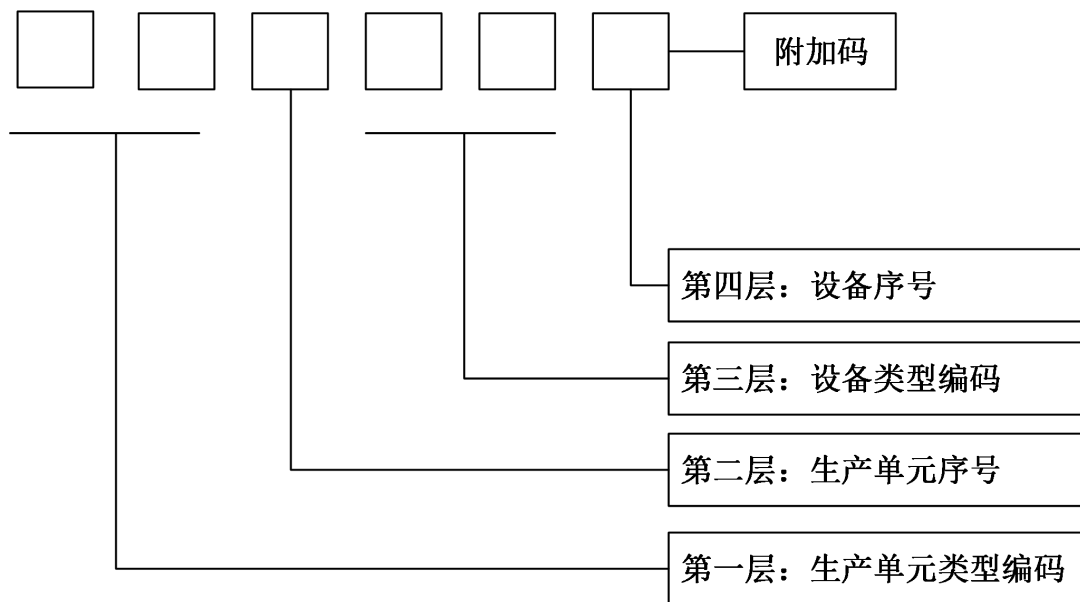 附加码
第四层：设备序号
第三层：设备类型编码
第二层：生产单元序号
第一层：生产单元类型编码